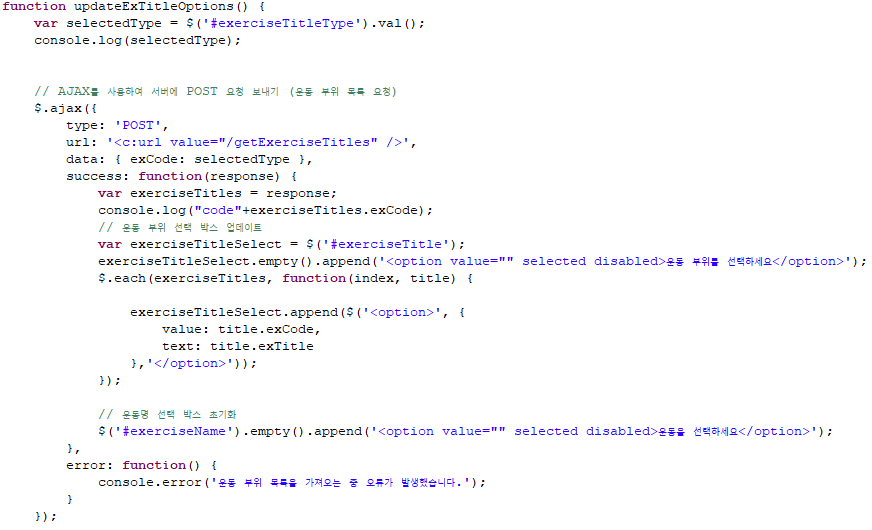 function updateExTitleOptions() {
    var selectedType = $('#exerciseTitleType').val();
    console.log(selectedType);
    // AJAX를 사용하여 서버에 POST 요청 보내기 (운동 부위 목록 요청)
    $.ajax({
        type: 'POST',
        url: '<c:url value="/getExerciseTitles" />',
        data: { exCode: selectedType },
        success: function(response) {
            var exerciseTitles = response;
            console.log("code"+exerciseTitles.exCode);
            // 운동 부위 선택 박스 업데이트
            var exerciseTitleSelect = $('#exerciseTitle');
            exerciseTitleSelect.empty().append('<option value="" selected disabled>운동 부위를 선택하세요</option>');
            $.each(exerciseTitles, function(index, title) {
                exerciseTitleSelect.append($('<option>', {
                    value: title.exCode,
                    text: title.exTitle
                },'</option>'));
            });
            // 운동명 선택 박스 초기화
            $('#exerciseName').empty().append('<option value="" selected disabled>운동을 선택하세요</option>');
        },
        error: function() {
            console.error('운동 부위 목록을 가져오는 중 오류가 발생했습니다.');
        }
    });